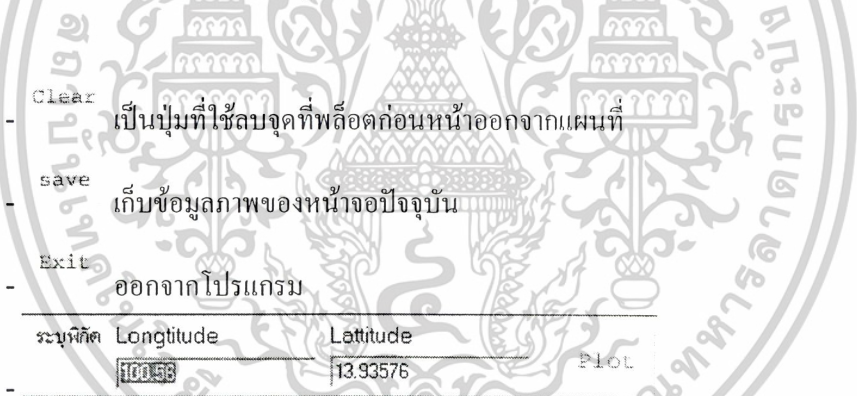 - Clear เป็นปุ่มที่ใช้ลบจุดที่พล็อตก่อนหน้าออกจากแผนที่
- save เก็บข้อมูลภาพของหน้าจอปัจจุบัน
- Exit ออกจากโปรแกรม
ระบุพิกัด Longtitude Lattitude
- 100.58 13.93576 Plot